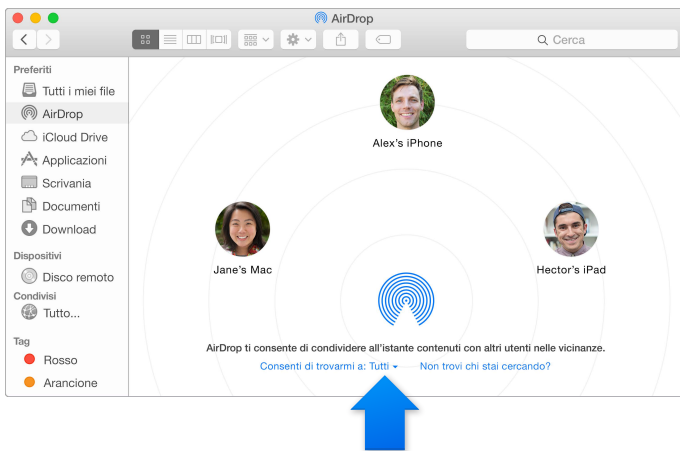 AirDrop
Cerca
Preferiti
Tutti i miei file
AirDrop
iCloud Drive
Applicazioni
Scrivania
Documenti
Download
Dispositivi
Disco remoto
Condivisi
Tutto...
Tag
Rosso
Arancione
Alex's iPhone
Jane's Mac
Hector's iPad
AirDrop ti consente di condividere all'istante contenuti con altri utenti nelle vicinanze.
Consenti di trovarmi a: Tutti
Non trovi chi stai cercando?